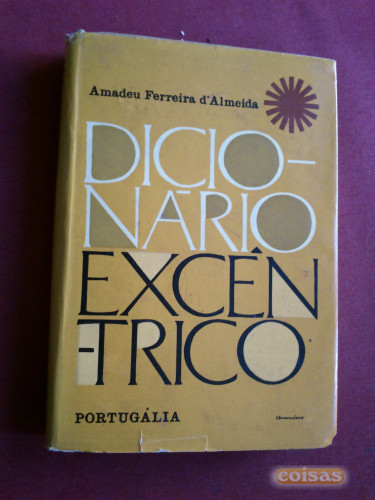 Amadeu Ferreira d'Almeida
DICIO-
NÁRIO
EXCÊN
-TRICO
PORTUGÁLIA
coisas